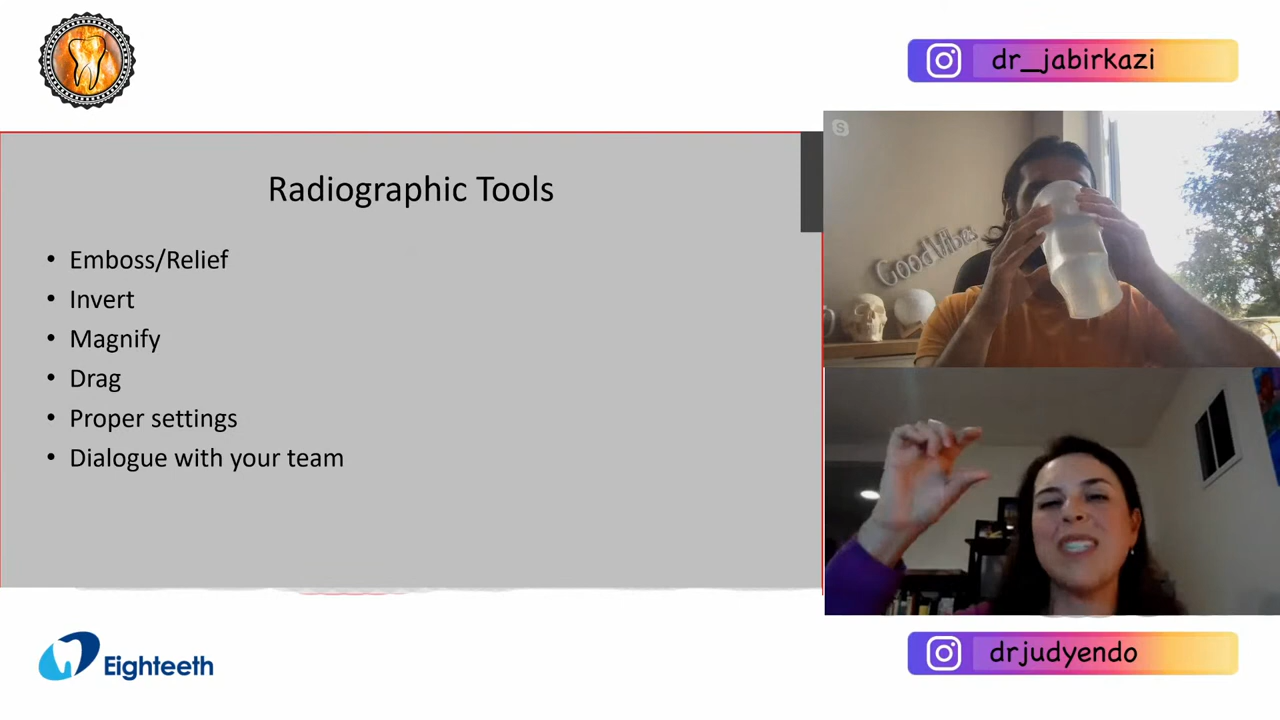 dr_jabirkazi
Radiographic Tools
• Emboss/Relief
• Invert
• Magnify
• Drag
• Proper settings
• Dialogue with your team
Good Vibes
Eighteeth
drjudyendo